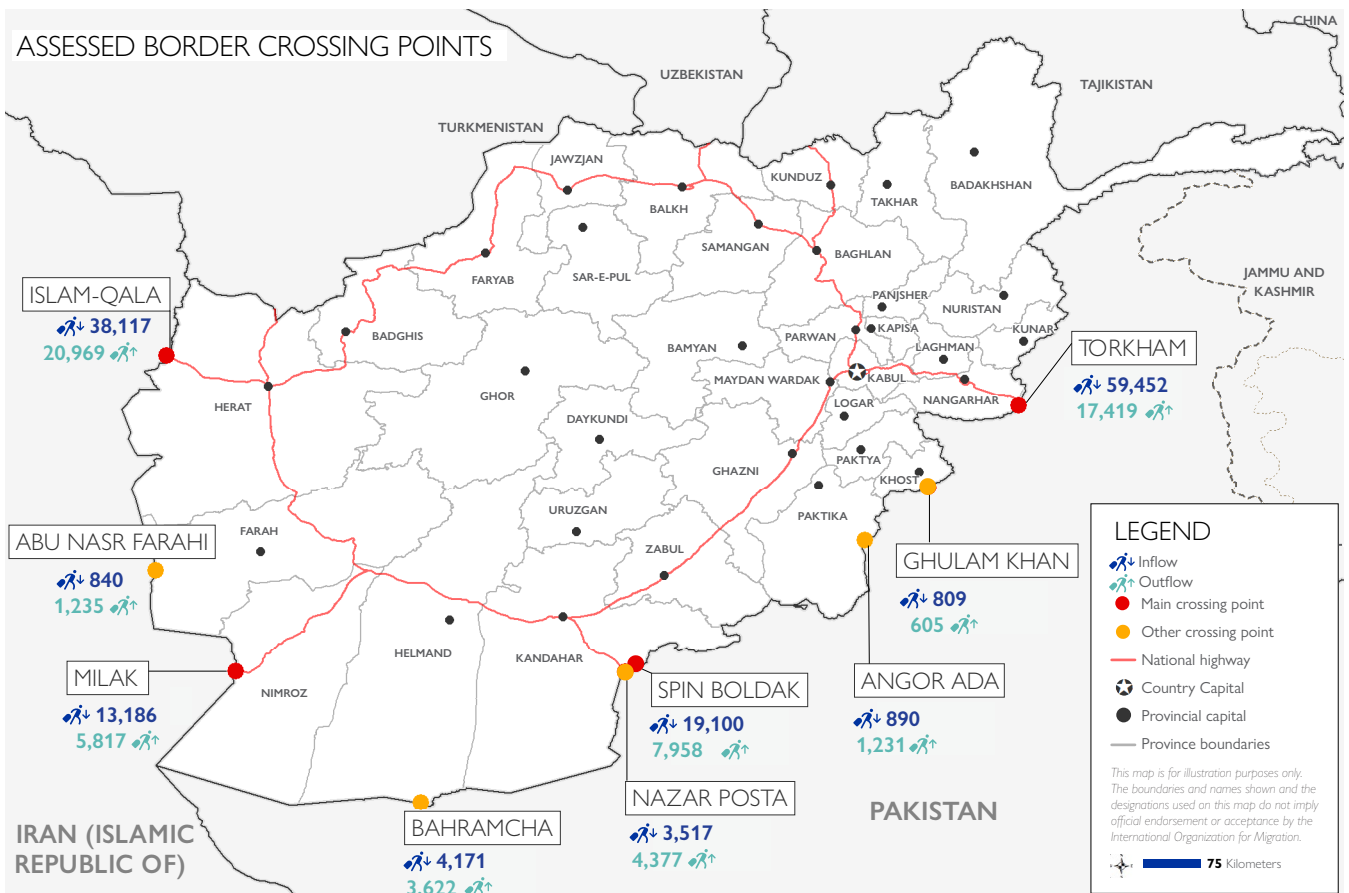 ASSESSED BORDER CROSSING POINTS
CHINA
UZBEKISTAN
TAJIKISTAN
TURKMENISTAN
JAWZJAN
KUNDUZ
BADAKHSHAN
TAKHAR
BALKH
SAMANGAN
BAGHLAN
FARYAB
SAR-E-PUL
JAMMU AND
KASHMIR
ISLAM-QALA
38,117
20,969
PANJSHER
NURISTAN
BADGHIS
PARWAN
KAPISA
KUNAR
BAMYAN
LAGHMAN
TORKHAM
59,452
17,419
MAYDAN WARDAK
KABUL
HERAT
GHOR
LOGAR
NANGARHAR
DAYKUNDI
GHAZNI
PAKTYA
KHOST
URUZGAN
PAKTIKA
FARAH
ZABUL
ABU NASR FARAHI
840
1,235
GHULAM KHAN
809
605
HELMAND
KANDAHAR
NIMROZ
MILAK
13,186
5,817
SPIN BOLDAK
19,100
7,958
ANGOR ADA
890
1,231
NAZAR POSTA
3,517
4,377
BAHRAMCHA
4,171
3,622
PAKISTAN
IRAN (ISLAMIC
REPUBLIC OF)
LEGEND
Inflow
Outflow
Main crossing point
Other crossing point
National highway
Country Capital
Provincial capital
Province boundaries
This map is for illustration purposes only.
The boundaries and names shown and the
designations used on this map do not imply
official endorsement or acceptance by the
International Organization for Migration.
75 Kilometers